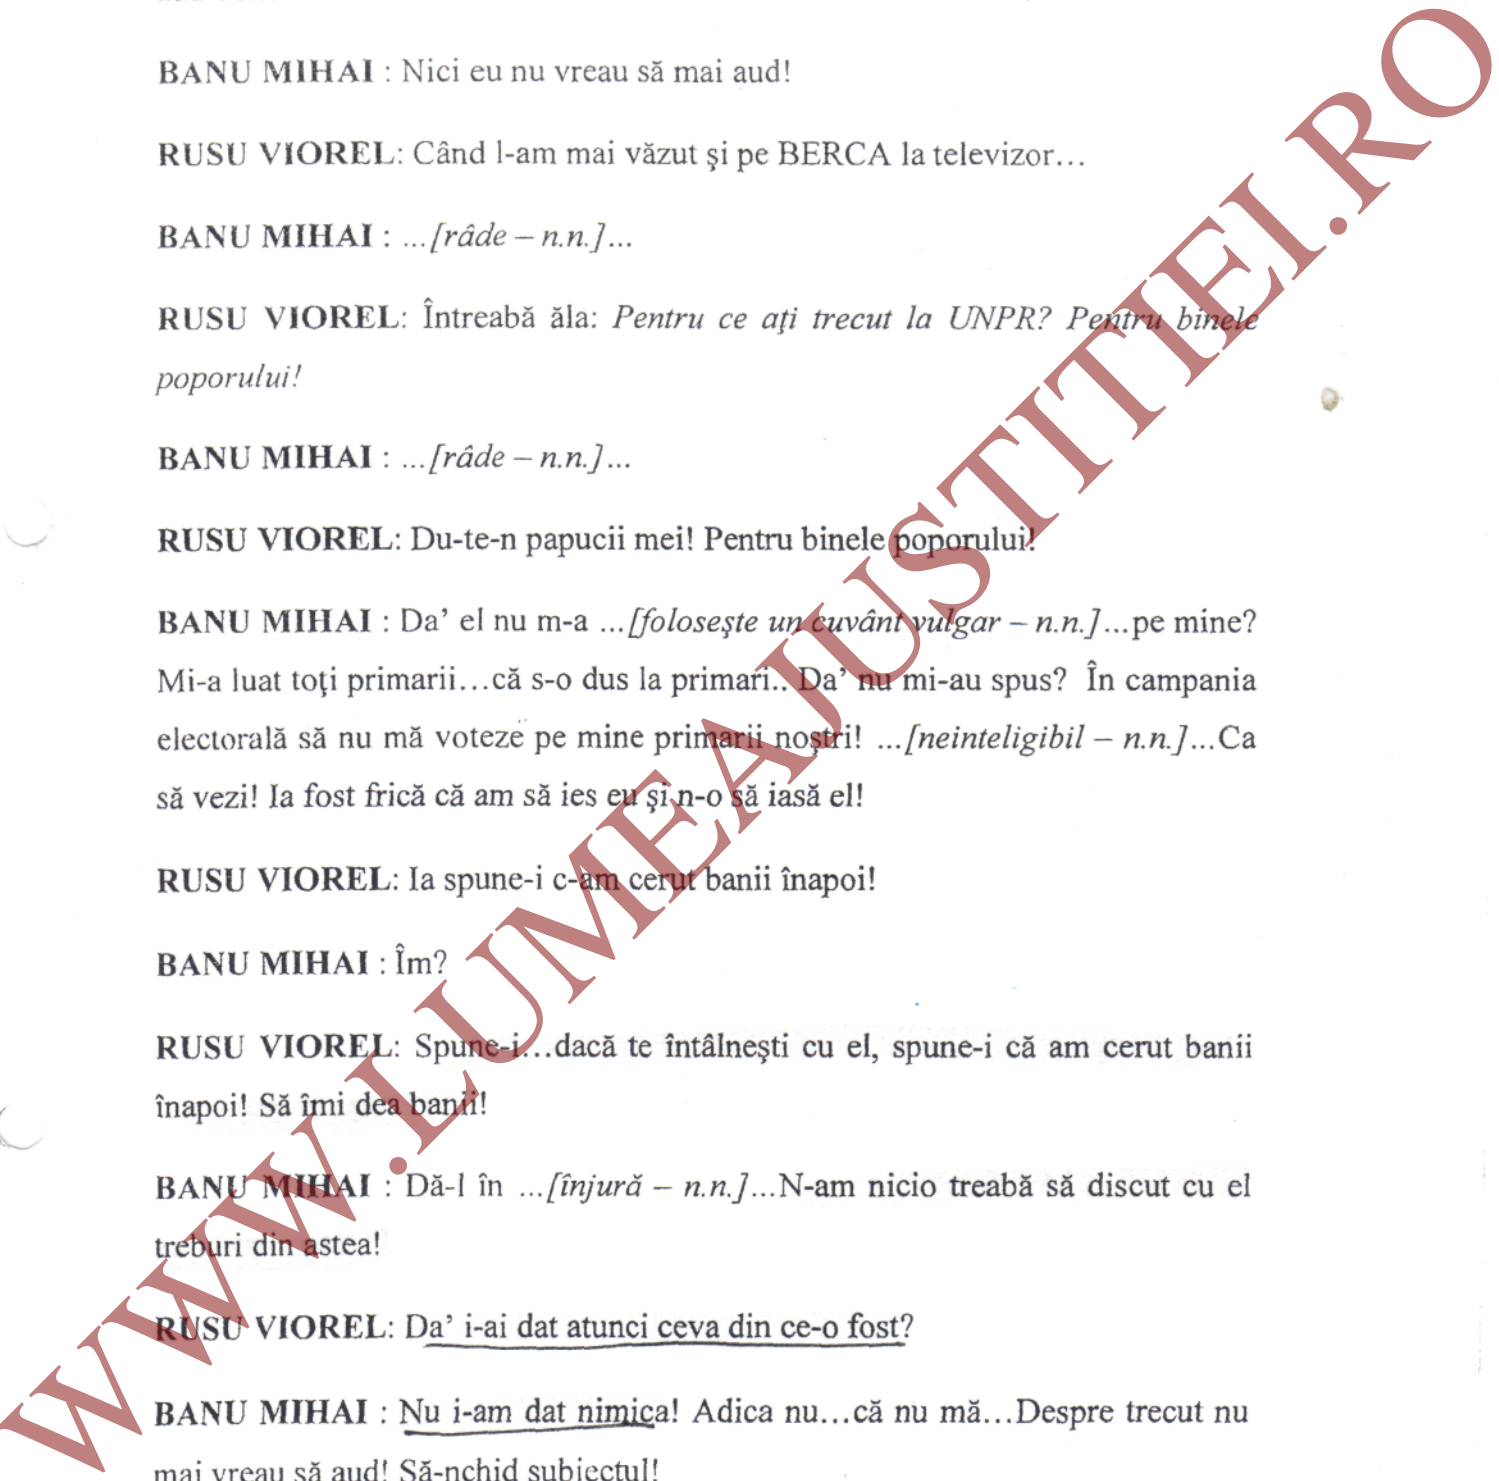 BANU MIHAI : Nici eu nu vreau să mai aud!
RUSU VIOREL: Când l-am mai văzut şi pe BERCA la televizor…
BANU MIHAI : …[râde – n.n.]…
RUSU VIOREL: Întreabă ăla: Pentru ce aţi trecut la UNPR? Pentru binele
poporului!
BANU MIHAI : …[râde – n.n.]…
RUSU VIOREL: Du-te-n papucii mei! Pentru binele poporului!
BANU MIHAI : Da’ el nu m-a …[foloseşte un cuvânt vulgar – n.n.]…pe mine?
Mi-a luat toţi primarii…că s-o dus la primari.. Da’ nu mi-au spus? În campania
electorală să nu mă voteze pe mine primarii noştri! …[neinteligibil – n.n.]…Ca
să vezi! Ia fost frică că am să ies eu şi n-o să iasă el!
RUSU VIOREL: Ia spune-i c-am cerut banii înapoi!
BANU MIHAI : Îm?
RUSU VIOREL: Spune-i…dacă te întâlneşti cu el, spune-i că am cerut banii
înapoi! Să îmi dea banii!
BANU MIHAI : Dă-l în …[înjură – n.n.]…N-am nicio treabă să discut cu el
treburi din astea!
RUSU VIOREL: Da’ i-ai dat atunci ceva din ce-o fost?
BANU MIHAI : Nu i-am dat nimica! Adica nu…că nu mă…Despre trecut nu
mai vreau să aud! Să-nchid subiectul!
WWW.LUMEAJUSTITIEI.RO